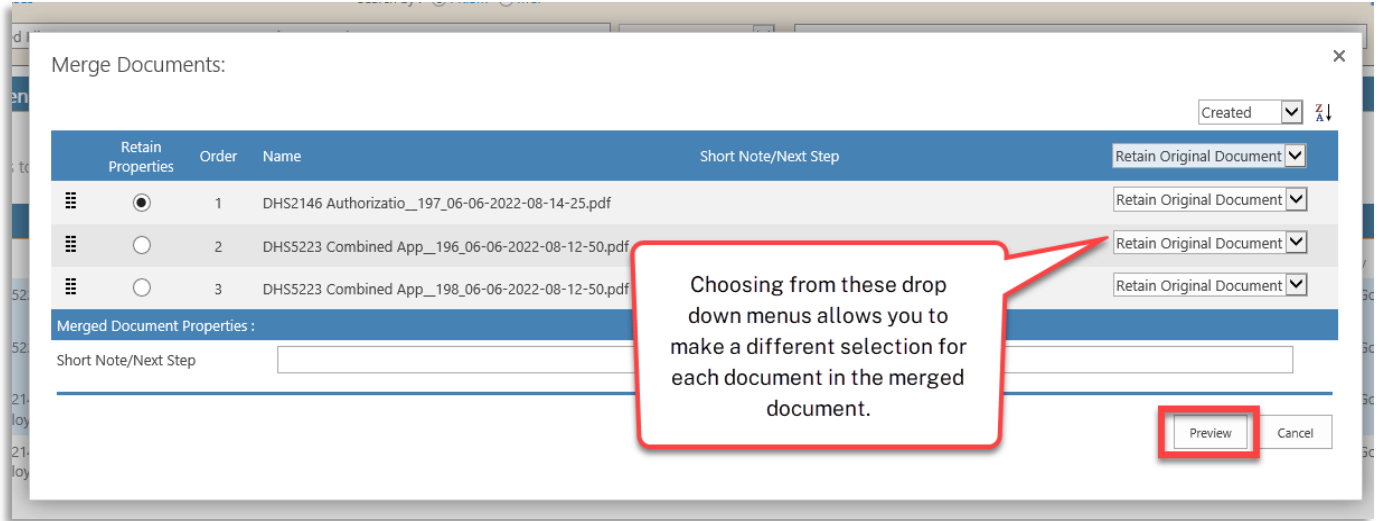 Merge Documents:
×
Created
Z
A
Retain
Properties
Order
Name
Short Note/Next Step
Retain Original Document
1
DHS2146 Authorizatio__197_06-06-2022-08-14-25.pdf
Retain Original Document
2
DHS5223 Combined App__196_06-06-2022-08-12-50.pdf
Retain Original Document
3
DHS5223 Combined App__198_06-06-2022-08-12-50.pdf
Retain Original Document
Choosing from these drop
down menus allows you to
make a different selection for
each document in the merged
document.
Merged Document Properties :
Short Note/Next Step
Preview
Cancel